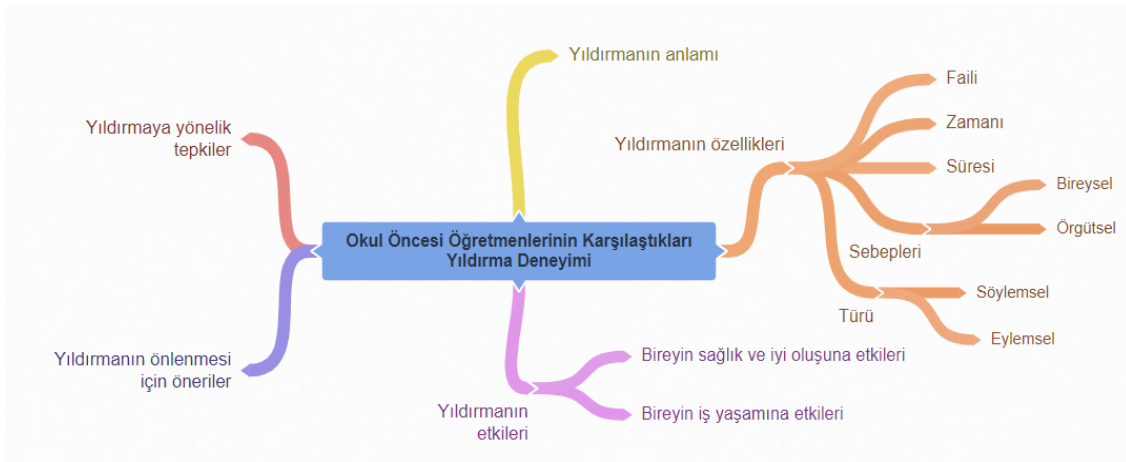 Yıldırmanın anlamı
Yıldırmanın özellikleri
Faili
Zamanı
Süresi
Sebepleri
Bireysel
Örgütsel
Türü
Söylemsel
Eylemsel
Yıldırmaya yönelik
tepkiler
Okul Öncesi Öğretmenlerinin Karşılaştıkları
Yıldırma Deneyimi
Yıldırmanın önlenmesi
için öneriler
Yıldırmanın
etkileri
Bireyin sağlık ve iyi oluşuna etkileri
Bireyin iş yaşamına etkileri